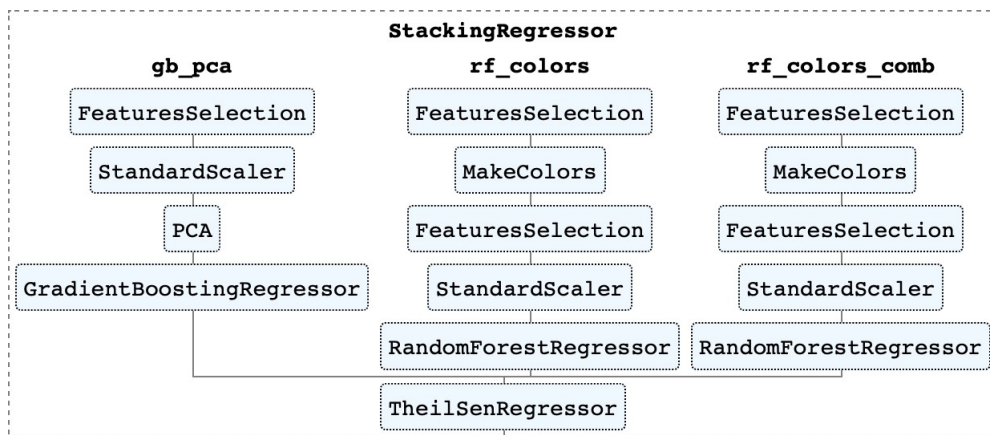 StackingRegressor
gb_pca rf_colors rf_colors_comb
FeaturesSelection FeaturesSelection FeaturesSelection
StandardScaler MakeColors MakeColors
PCA FeaturesSelection FeaturesSelection
GradientBoostingRegressor StandardScaler StandardScaler
RandomForestRegressor RandomForestRegressor
TheilSenRegressor